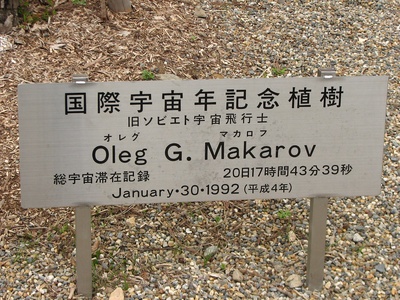 国際宇宙年記念植樹
旧ソビエト宇宙飛行士
オレグ マカロフ
Oleg G. Makarov
総宇宙滞在記録 20日17時間43分39秒
January・30・1992(平成4年)